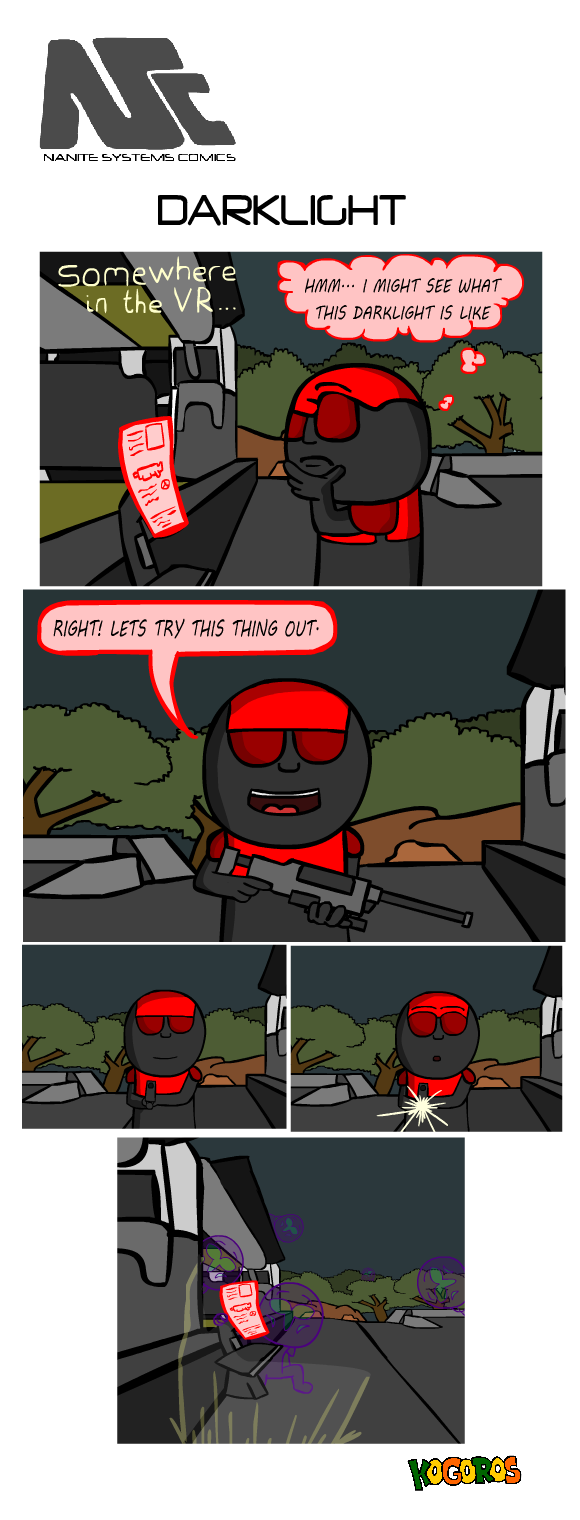 NSC
NANITE SYSTEMS COMICS
DARKLIGHT
Somewhere
in the VR...
HMM... I MIGHT SEE WHAT
THIS DARKLIGHT IS LIKE
RIGHT! LETS TRY THIS THING OUT.
KOGOROS